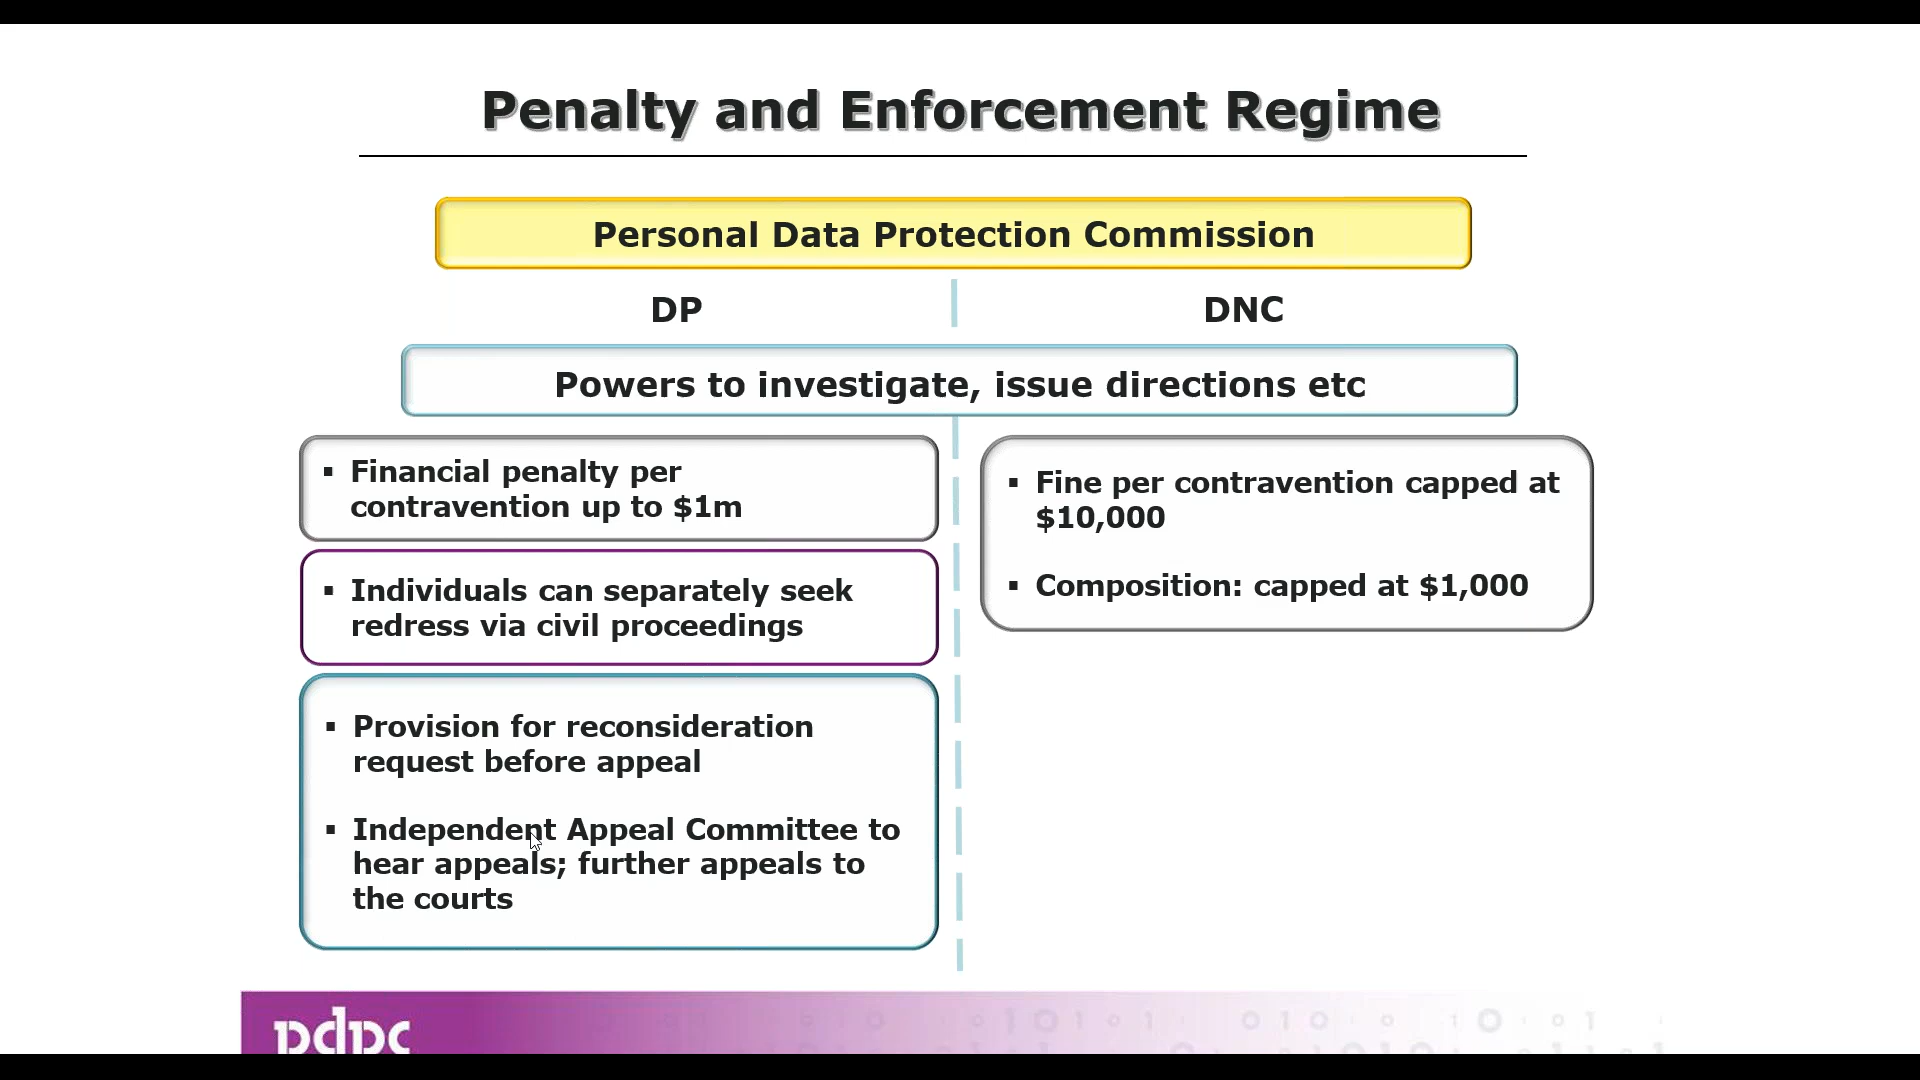 Penalty and Enforcement Regime
Personal Data Protection Commission
DP
DNC
Powers to investigate, issue directions etc
▪ Financial penalty per
contravention up to $1m
▪ Individuals can separately seek
redress via civil proceedings
▪ Provision for reconsideration
request before appeal
▪ Independent Appeal Committee to
hear appeals; further appeals to
the courts
▪ Fine per contravention capped at
$10,000
▪ Composition: capped at $1,000
pdpc